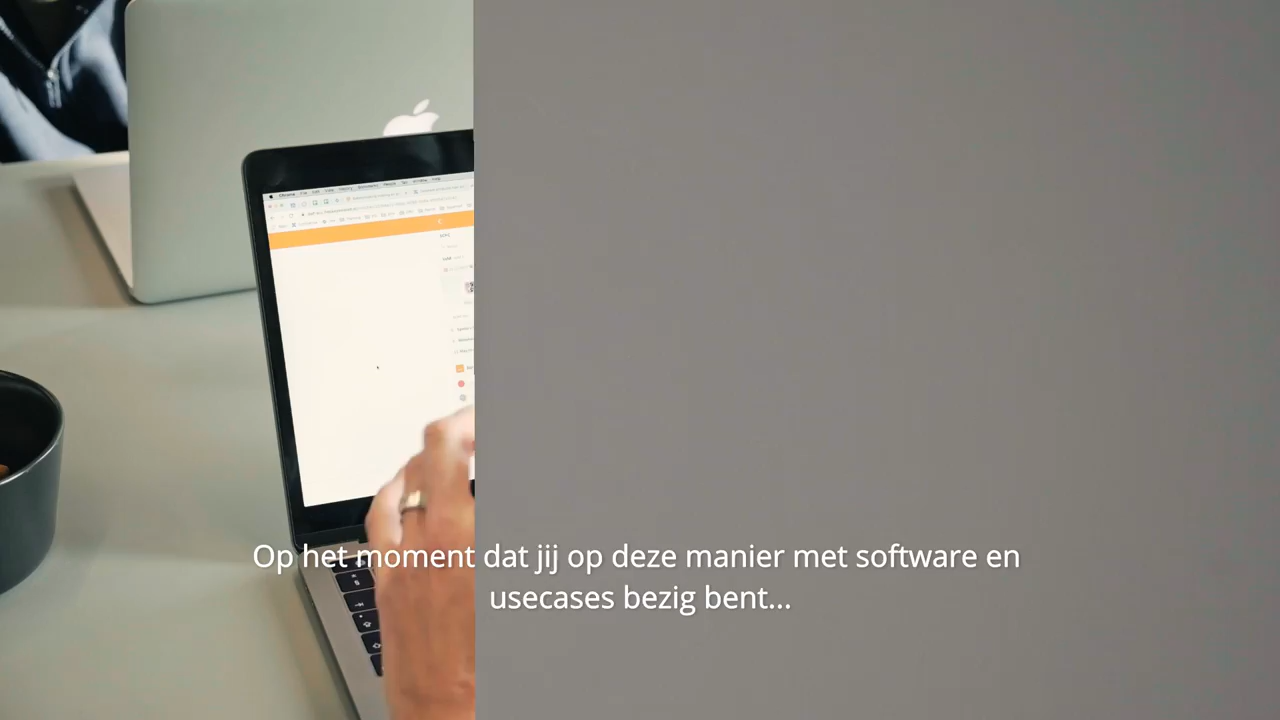 Op het moment dat jij op deze manier met software en
usecases bezig bent...